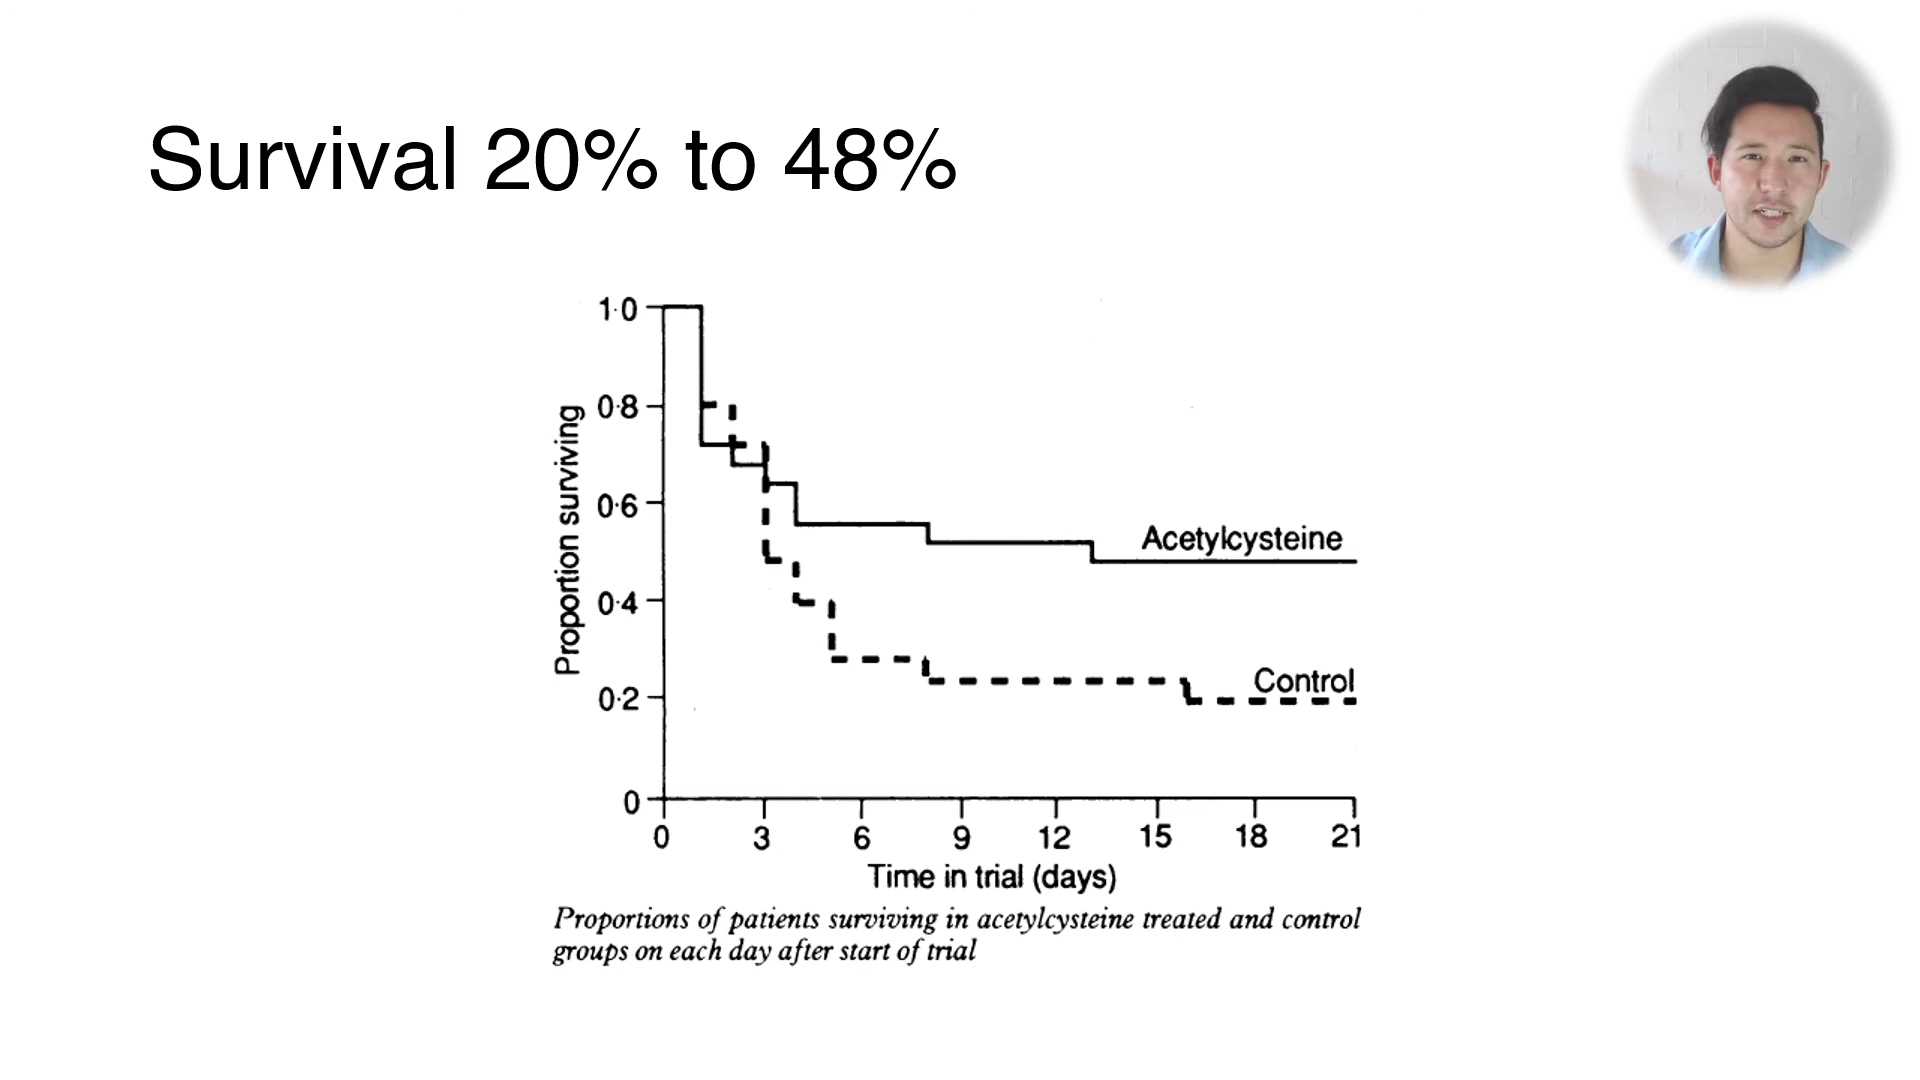 Survival 20% to 48%
1·0
0·8
0·6
0·4
0·2
0
Proportion surviving
Acetylcysteine
Control
0 3 6 9 12 15 18 21
Time in trial (days)
Proportions of patients surviving in acetylcysteine treated and control
groups on each day after start of trial